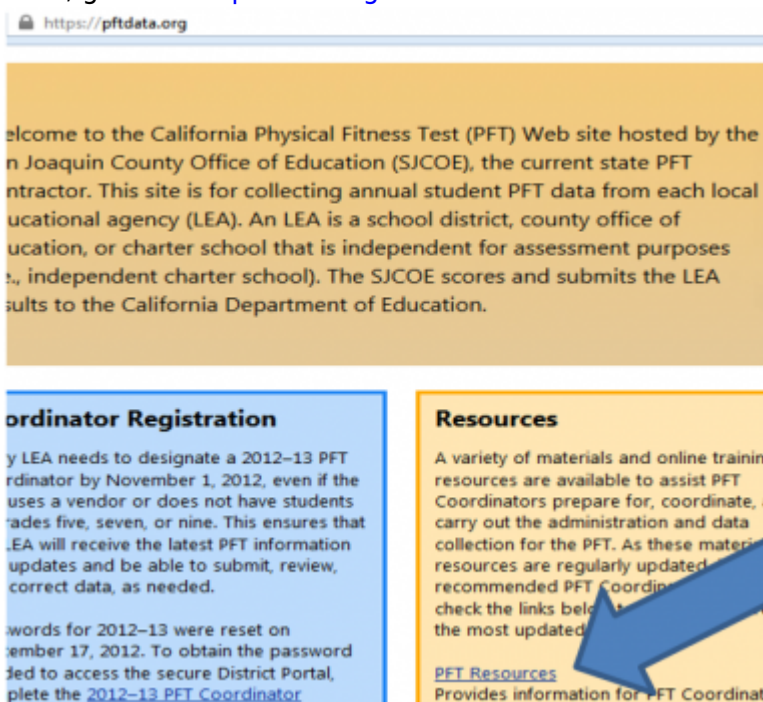 https://pftdata.org
elcome to the California Physical Fitness Test (PFT) Web site hosted by the
n Joaquin County Office of Education (SJCOE), the current state PFT
ntractor. This site is for collecting annual student PFT data from each local
ucational agency (LEA). An LEA is a school district, county office of
ucation, or charter school that is independent for assessment purposes
., independent charter school). The SJCOE scores and submits the LEA
sults to the California Department of Education.
ordinator Registration
y LEA needs to designate a 2012–13 PFT
rdinator by November 1, 2012, even if the
uses a vendor or does not have students
rades five, seven, or nine. This ensures that
LEA will receive the latest PFT information
updates and be able to submit, review,
correct data, as needed.
words for 2012–13 were reset on
ember 17, 2012. To obtain the password
ded to access the secure District Portal,
plete the 2012–13 PFT Coordinator
Resources
A variety of materials and online trainin
resources are available to assist PFT
Coordinators prepare for, coordinate,
carry out the administration and data
collection for the PFT. As these materi
resources are regularly updated
recommended PFT Coordin
check the links belo
the most updated
PFT Resources
Provides information for PFT Coordinat